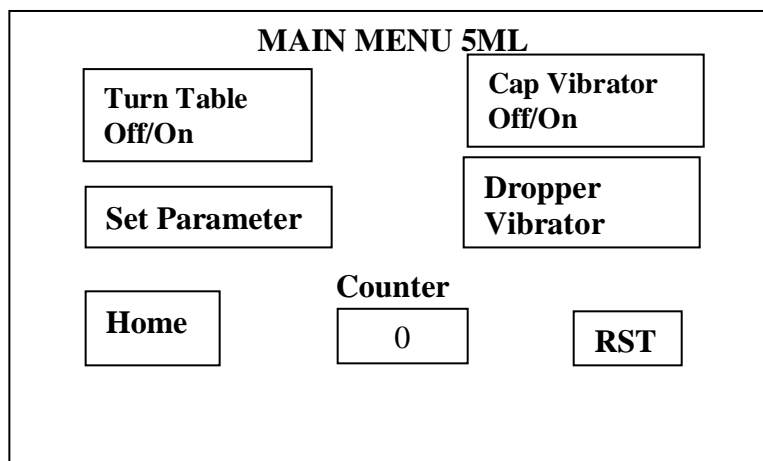 MAIN MENU 5ML
Turn Table
Off/On
Cap Vibrator
Off/On
Set Parameter
Dropper
Vibrator
Home
Counter
0
RST